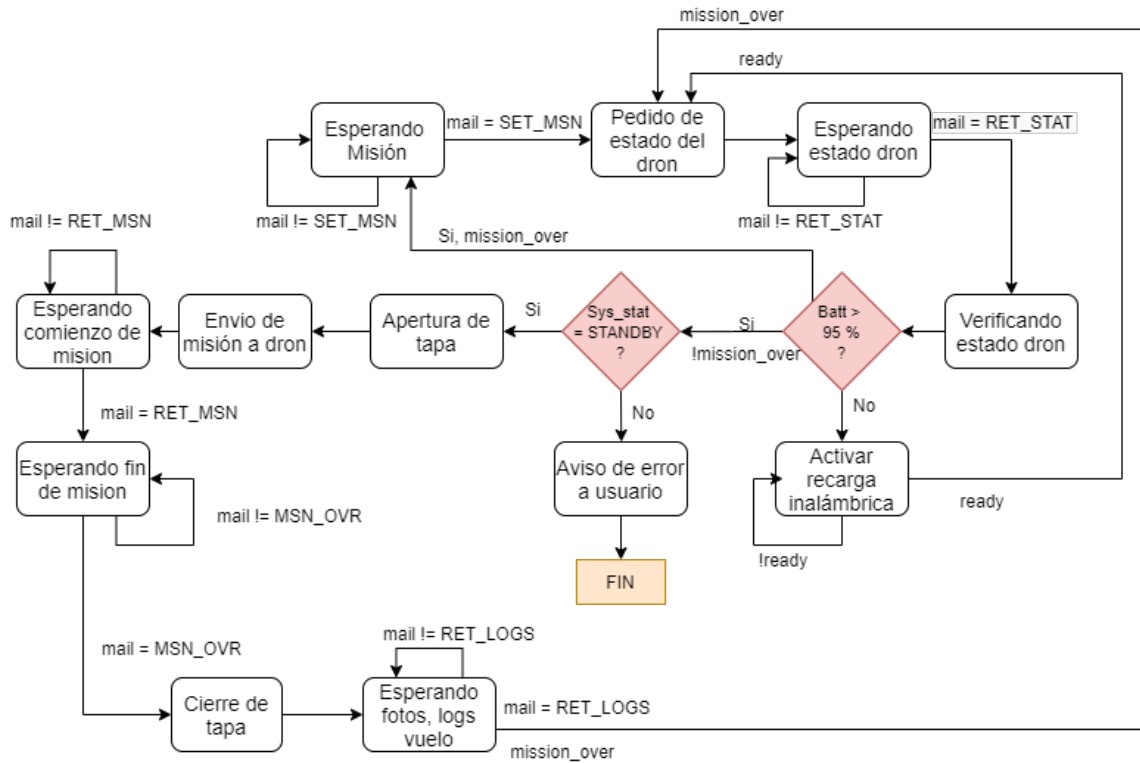 mission_over
ready
Esperando
Misión
mail = SET_MSN
Pedido de
estado del
dron
Esperando
estado dron
mail = RET_STAT
mail != SET_MSN
mail != RET_STAT
mail != RET_MSN
Si, mission_over
Esperando
comienzo de
mision
Envio de
misión a dron
Apertura de
tapa
Si
Sys_stat
= STANDBY
?
Si
!mission_over
Batt >
95 %
?
Verificando
estado dron
mail = RET_MSN
No
No
Esperando fin
de mision
mail != MSN_OVR
Aviso de error
a usuario
Activar
recarga
inalámbrica
ready
!ready
FIN
mail = MSN_OVR
mail != RET_LOGS
Cierre de
tapa
Esperando
fotos, logs
vuelo
mail = RET_LOGS
mission_over